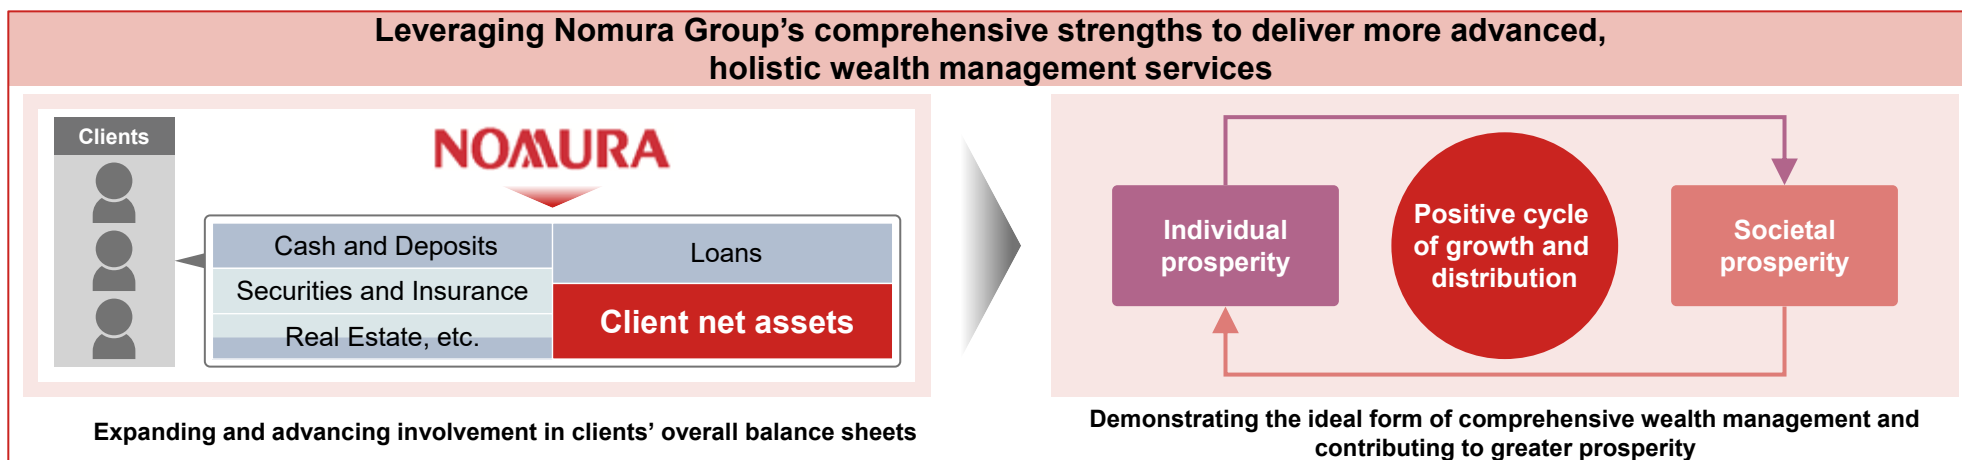 Leveraging Nomura Group’s comprehensive strengths to deliver more advanced,
holistic wealth management services
Clients
NOMURA
Cash and Deposits
Securities and Insurance
Real Estate, etc.
Loans
Client net assets
Expanding and advancing involvement in clients’ overall balance sheets
Individual
prosperity
Positive cycle
of growth and
distribution
Societal
prosperity
Demonstrating the ideal form of comprehensive wealth management and
contributing to greater prosperity